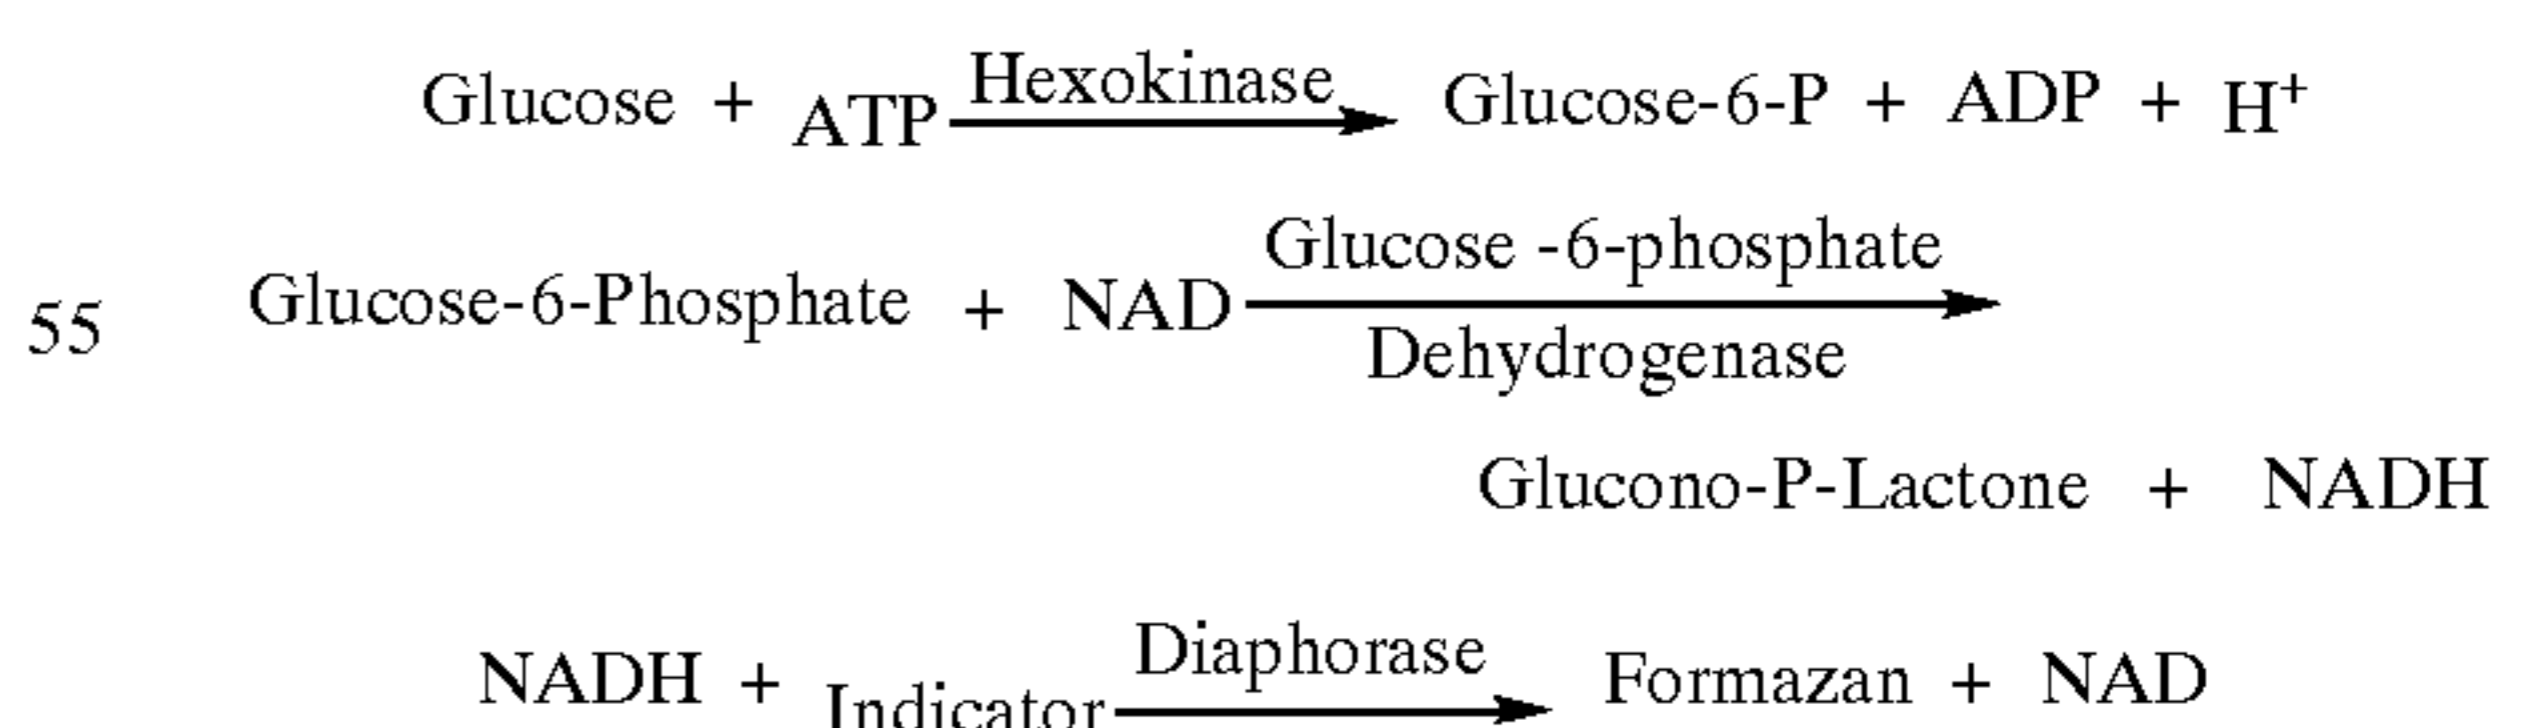 Hexokinase
Glucose + ATP Glucose-6-P + ADP + H+
Glucose -6-phosphate
55 Glucose-6-Phosphate + NAD
Dehydrogenase
Glucono-P-Lactone + NADH
Diaphorase
NADH + Indicator Formazan + NAD